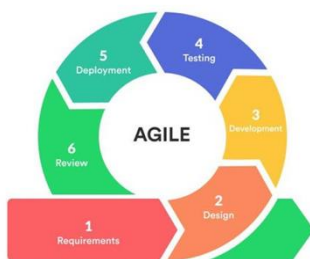 AGILE
1
Requirements
2
Design
3
Development
4
Testing
5
Deployment
6
Review